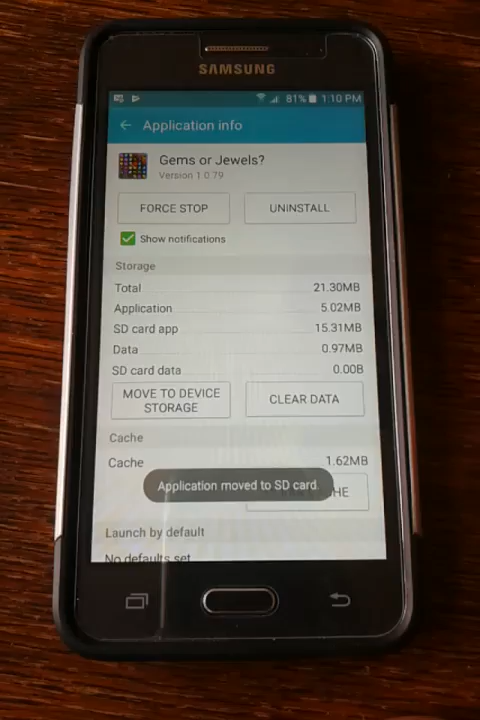 SAMSUNG
81% 1:10 PM
Application info
Gems or Jewels?
Version 1.0.79
FORCE STOP UNINSTALL
Show notifications
Storage
Total 21.30MB
Application 5.02MB
SD card app 15.31MB
Data 0.97MB
SD card data 0.00B
MOVE TO DEVICE
STORAGE
CLEAR DATA
Cache
Cache 1.62MB
Application moved to SD card.
Launch by default
No defaults set